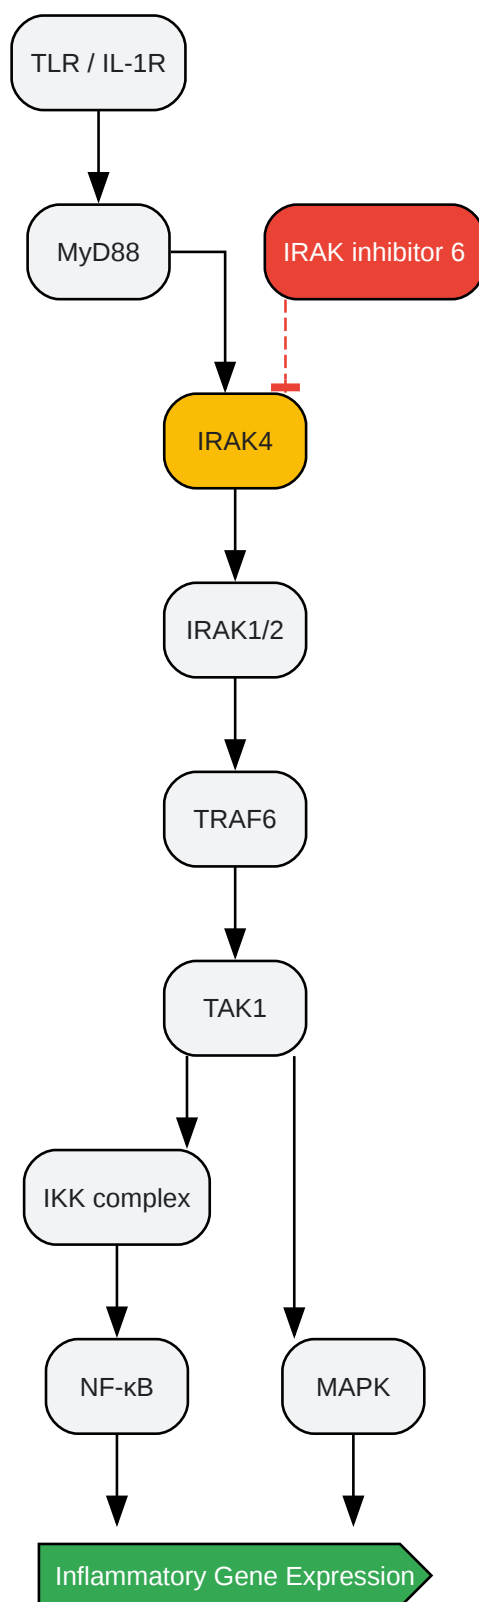 TLR / IL-1R
MyD88
IRAK inhibitor 6
IRAK4
IRAK1/2
TRAF6
TAK1
IKK complex
NF-κB
MAPK
Inflammatory Gene Expression